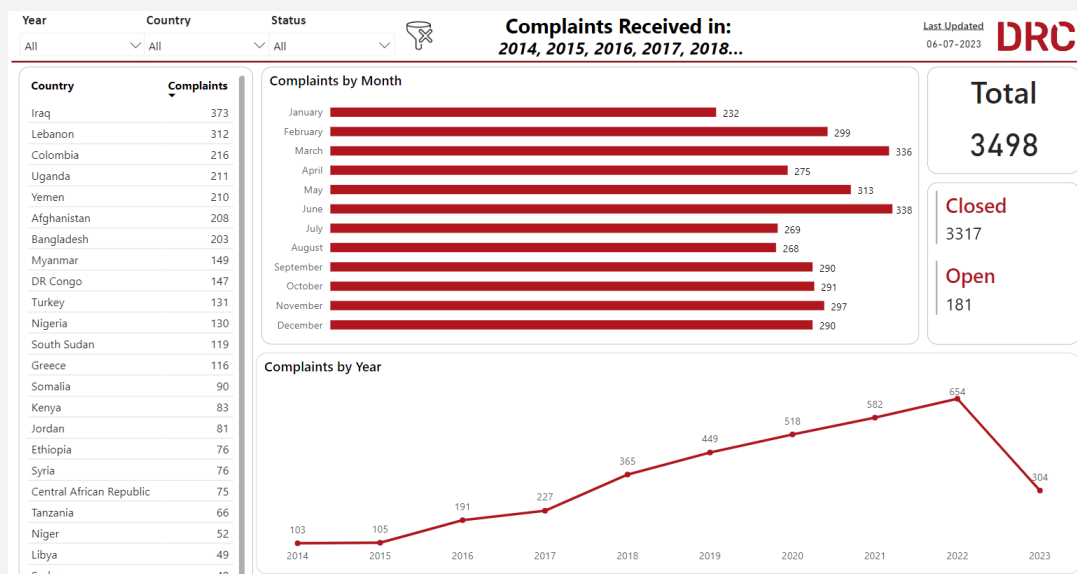 Year
Country
Status
All
All
All
Complaints Received in:
2014, 2015, 2016, 2017, 2018...
Last Updated
06-07-2023
DRC
Country Complaints
Iraq 373
Lebanon 312
Colombia 216
Uganda 211
Yemen 210
Afghanistan 208
Bangladesh 203
Myanmar 149
DR Congo 147
Turkey 131
Nigeria 130
South Sudan 119
Greece 116
Somalia 90
Kenya 83
Jordan 81
Ethiopia 76
Syria 76
Central African Republic 75
Tanzania 66
Niger 52
Libya 49
Complaints by Month
January 232
February 299
March 336
April 275
May 313
June 338
July 269
August 268
September 290
October 291
November 297
December 290
Total
3498
Closed
3317
Open
181
Complaints by Year
103
105
191
227
365
449
518
582
654
304
2014 2015 2016 2017 2018 2019 2020 2021 2022 2023